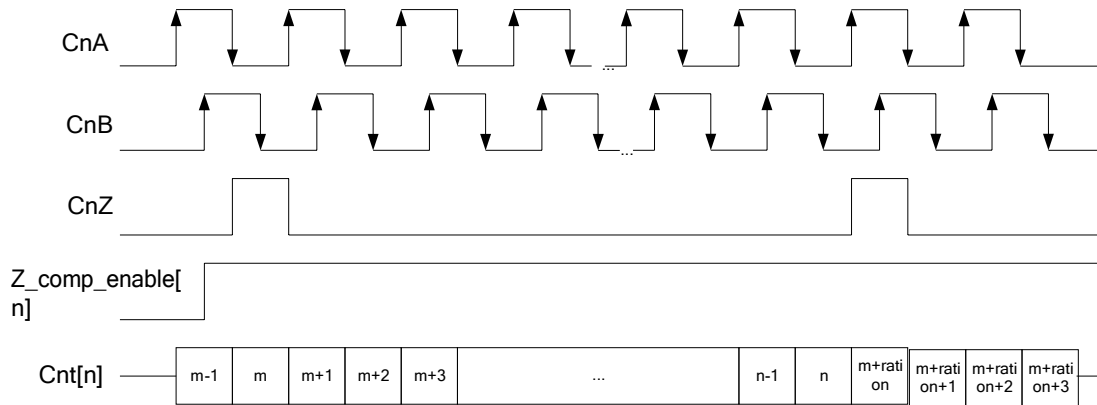 CnA
...
CnB
...
CnZ
Z_comp_enable[
n]
Cnt[n]
m-1 m m+1 m+2 m+3 ... n-1 n m+rati m+rati m+rati m+rati
on on+1 on+2 on+3